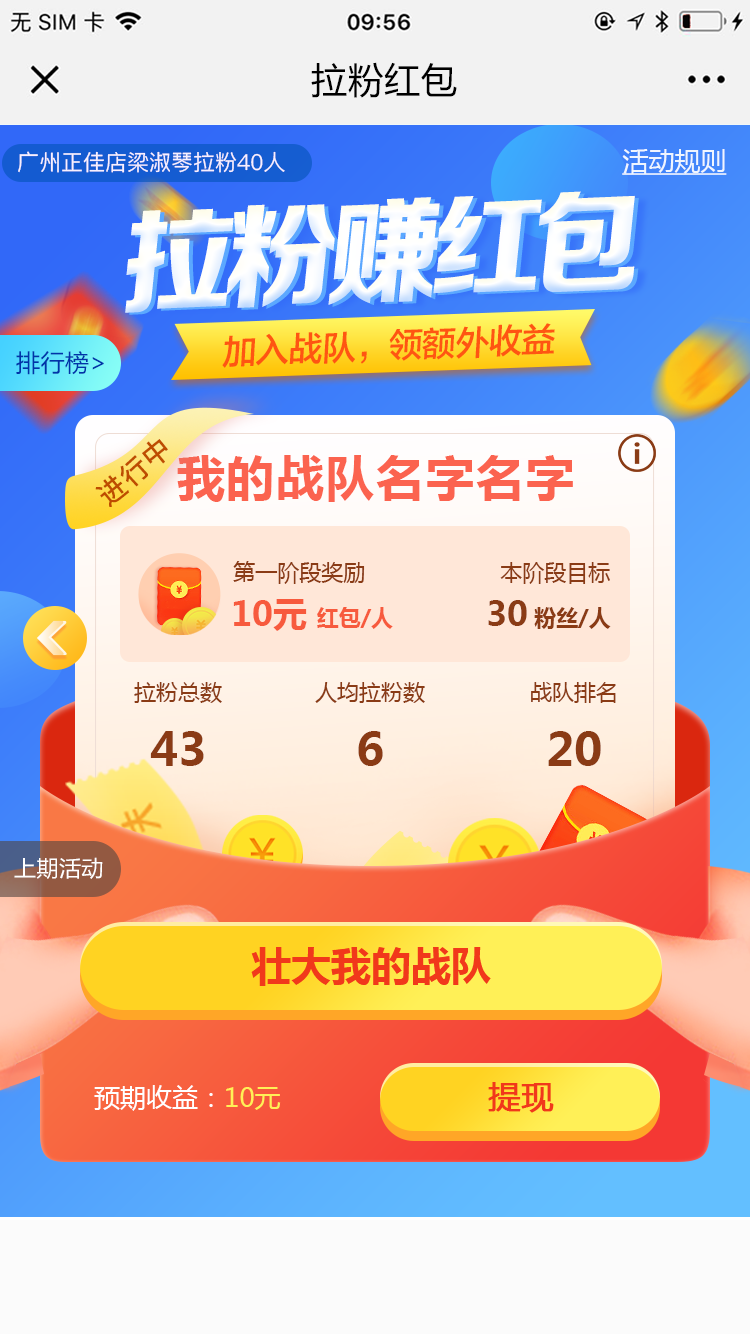 无 SIM 卡
09:56
拉粉红包
广州正佳店梁淑琴拉粉40人
活动规则
拉粉赚红包
加入战队，领额外收益
排行榜>
进行中
我的战队名字名字
第一阶段奖励
本阶段目标
10元 红包/人
30 粉丝/人
拉粉总数
人均拉粉数
战队排名
43
6
20
上期活动
壮大我的战队
预期收益：10元
提现